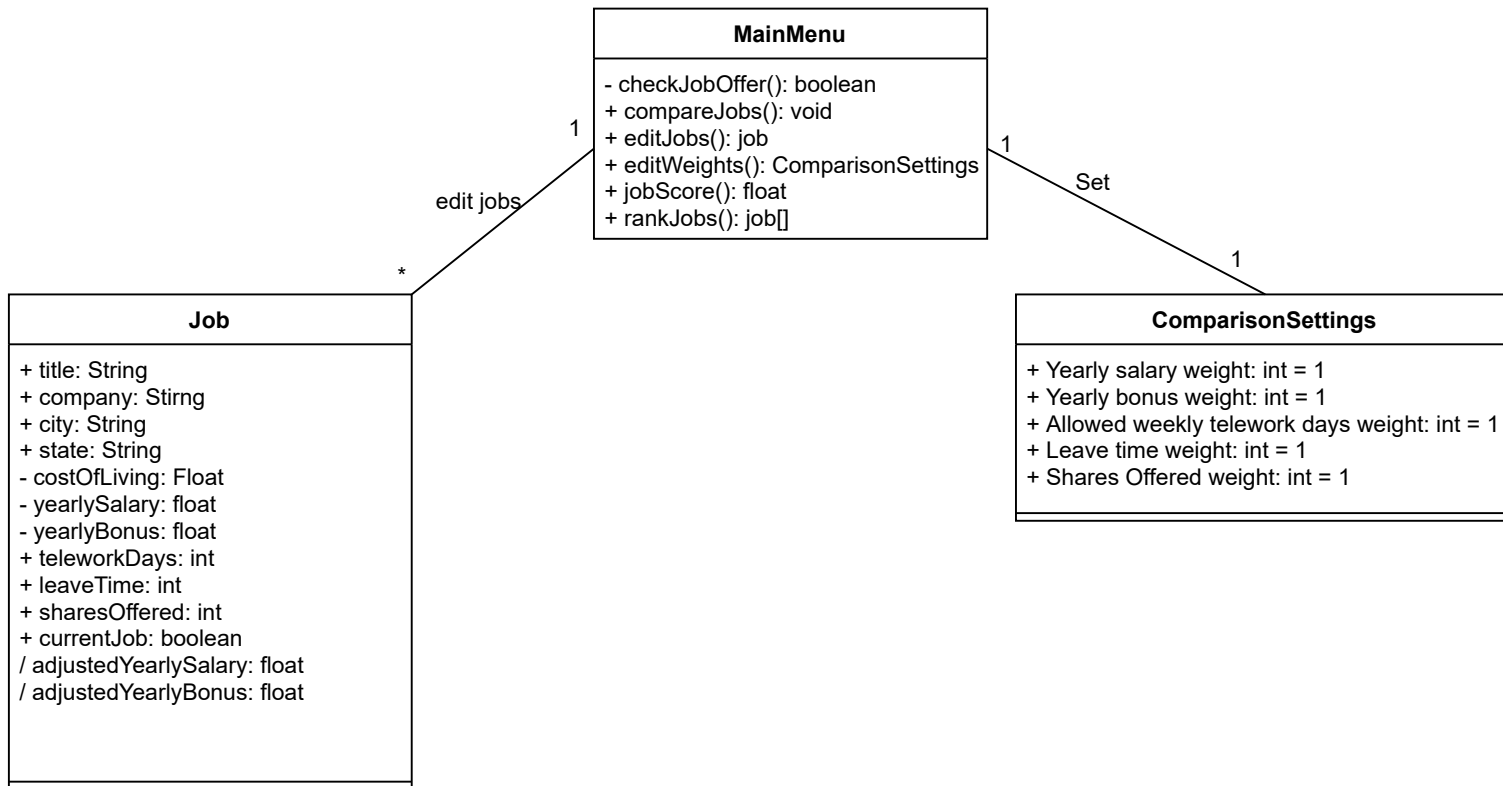 MainMenu
- checkJobOffer(): boolean
+ compareJobs(): void
+ editJobs(): job
+ editWeights(): ComparisonSettings
+ jobScore(): float
+ rankJobs(): job[]
1
edit jobs
*
1
Set
1
Job
+ title: String
+ company: Stirng
+ city: String
+ state: String
- costOfLiving: Float
- yearlySalary: float
- yearlyBonus: float
+ teleworkDays: int
+ leaveTime: int
+ sharesOffered: int
+ currentJob: boolean
/ adjustedYearlySalary: float
/ adjustedYearlyBonus: float
ComparisonSettings
+ Yearly salary weight: int = 1
+ Yearly bonus weight: int = 1
+ Allowed weekly telework days weight: int = 1
+ Leave time weight: int = 1
+ Shares Offered weight: int = 1